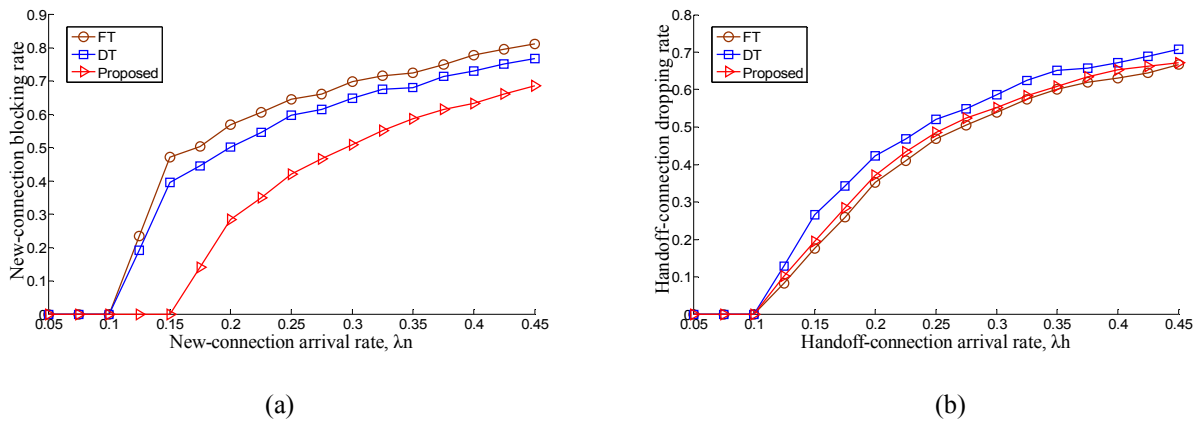 0.9
0.8
0.7
0.6
0.5
0.4
0.3
0.2
0.1
0
New-connection blocking rate
FT
DT
Proposed
0.05 0.1 0.15 0.2 0.25 0.3 0.35 0.4 0.45
New-connection arrival rate, λn
(a)
0.8
0.7
0.6
0.5
0.4
0.3
0.2
0.1
0
Handoff-connection dropping rate
FT
DT
Proposed
0.05 0.1 0.15 0.2 0.25 0.3 0.35 0.4 0.45
Handoff-connection arrival rate, λh
(b)